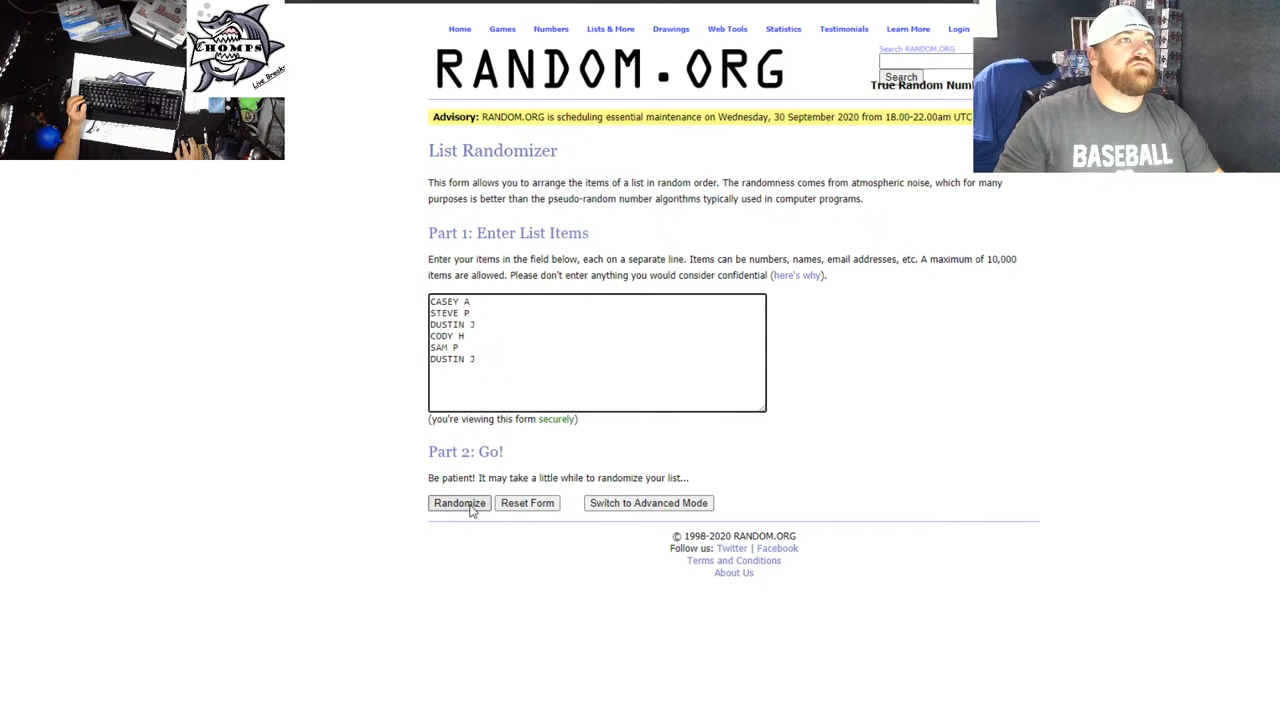 CHOMPS
Live Breaks
Home Games Numbers Lists & More Drawings Web Tools Statistics Testimonials Learn More Login
RANDOM.ORG
Search RANDOM.ORG
Search
True Random Num
Advisory: RANDOM.ORG is scheduling essential maintenance on Wednesday, 30 September 2020 from 18.00-22.00am UTC
BASEBALL
List Randomizer
This form allows you to arrange the items of a list in random order. The randomness comes from atmospheric noise, which for many
purposes is better than the pseudo-random number algorithms typically used in computer programs.
Part 1: Enter List Items
Enter your items in the field below, each on a separate line. Items can be numbers, names, email addresses, etc. A maximum of 10,000
items are allowed. Please don't enter anything you would consider confidential (here's why).
CASEY A
STEVE P
DUSTIN J
CODY H
SAM P
DUSTIN J
(you're viewing this form securely)
Part 2: Go!
Be patient! It may take a little while to randomize your list...
Randomize Reset Form Switch to Advanced Mode
© 1998-2020 RANDOM.ORG
Follow us: Twitter | Facebook
Terms and Conditions
About Us